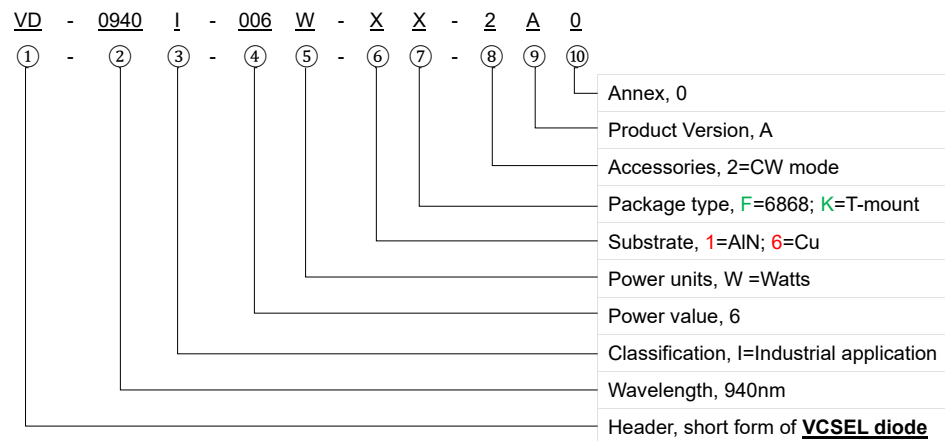 VD - 0940 I - 006 W - X X - 2 A 0
① - ② ③ - ④ ⑤ - ⑥ ⑦ - ⑧ ⑨ ⑩
Annex, 0
Product Version, A
Accessories, 2=CW mode
Package type, F=6868; K=T-mount
Substrate, 1=AlN; 6=Cu
Power units, W =Watts
Power value, 6
Classification, I=Industrial application
Wavelength, 940nm
Header, short form of VCSEL diode